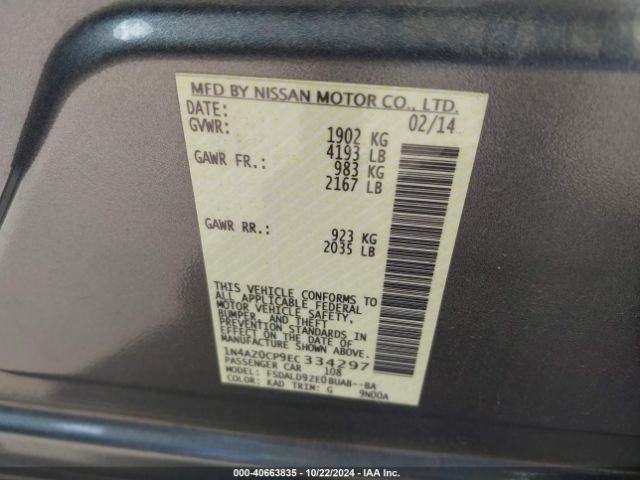 MFD BY NISSAN MOTOR CO., LTD.
DATE: 02/14
GVWR: 1902 KG
4193 LB
GAWR FR.: 983 KG
2167 LB
GAWR RR.: 923 KG
2035 LB
THIS VEHICLE CONFORMS TO
ALL APPLICABLE FEDERAL
MOTOR VEHICLE SAFETY,
BUMPER, AND THEFT
PREVENTION STANDARDS IN
EFFECT ON THE DATE OF
MANUFACTURE SHOWN ABOVE.
1N4AZ0CP9EC334297
PASSENGER CAR 108
MODEL: FSDALD9ZE0BUAB--BA
COLOR: KAD TRIM: G 9N00A
000-40663835 - 10/22/2024 - IAA Inc.